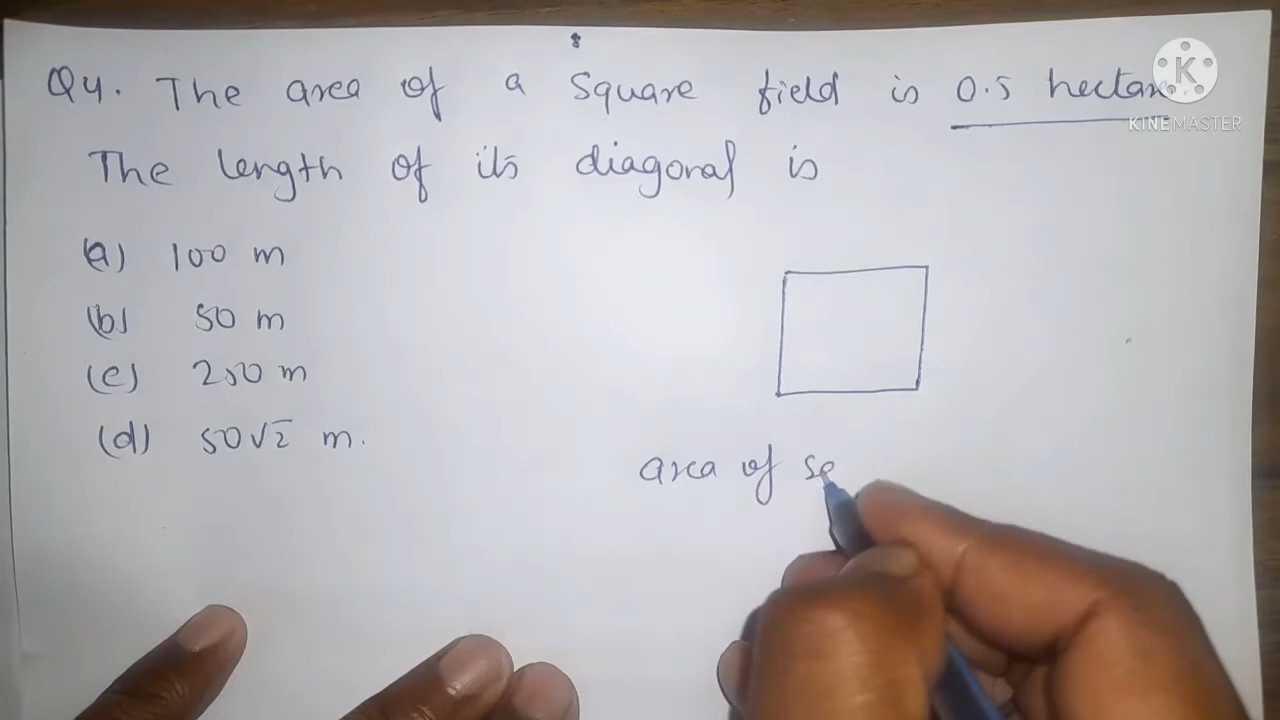 Q4. The area of a square field is 0.5 hectare.
The length of its diagonal is
(a) 100 m
(b) 50 m
(c) 250 m
(d) 50√2 m.
area of sq
K
KINEMASTER